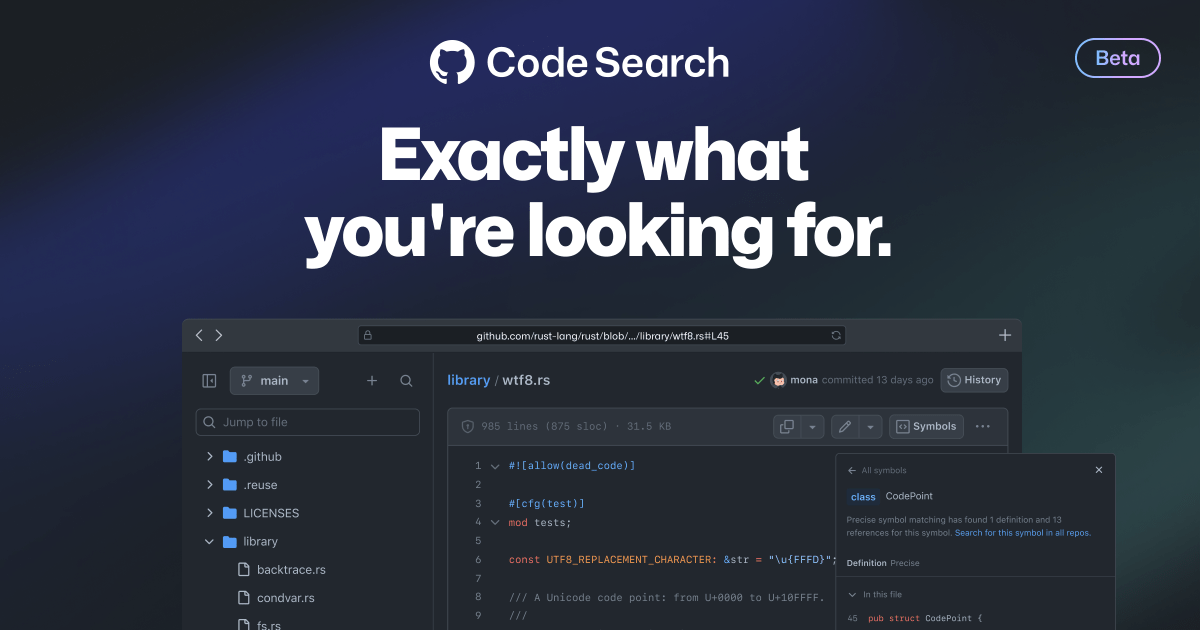 Code Search
Beta
Exactly what
you're looking for.
github.com/rust-lang/rust/blob/.../library/wtf8.rs#L45
main
library / wtf8.rs
mona committed 13 days ago
History
Jump to file
985 lines (875 sloc) · 31.5 KB
Symbols
.github
.reuse
LICENSES
library
backtrace.rs
condvar.rs
fs.rs
1 #![allow(dead_code)]
2
3 #[cfg(test)]
4 mod tests;
5
6 const UTF8_REPLACEMENT_CHARACTER: &str = "\u{FFFD}";
7
8 /// A Unicode code point: from U+0000 to U+10FFFF.
9 ///
All symbols
class CodePoint
Precise symbol matching has found 1 definition and 13
references for this symbol. Search for this symbol in all repos.
Definition Precise
In this file
45 pub struct CodePoint {